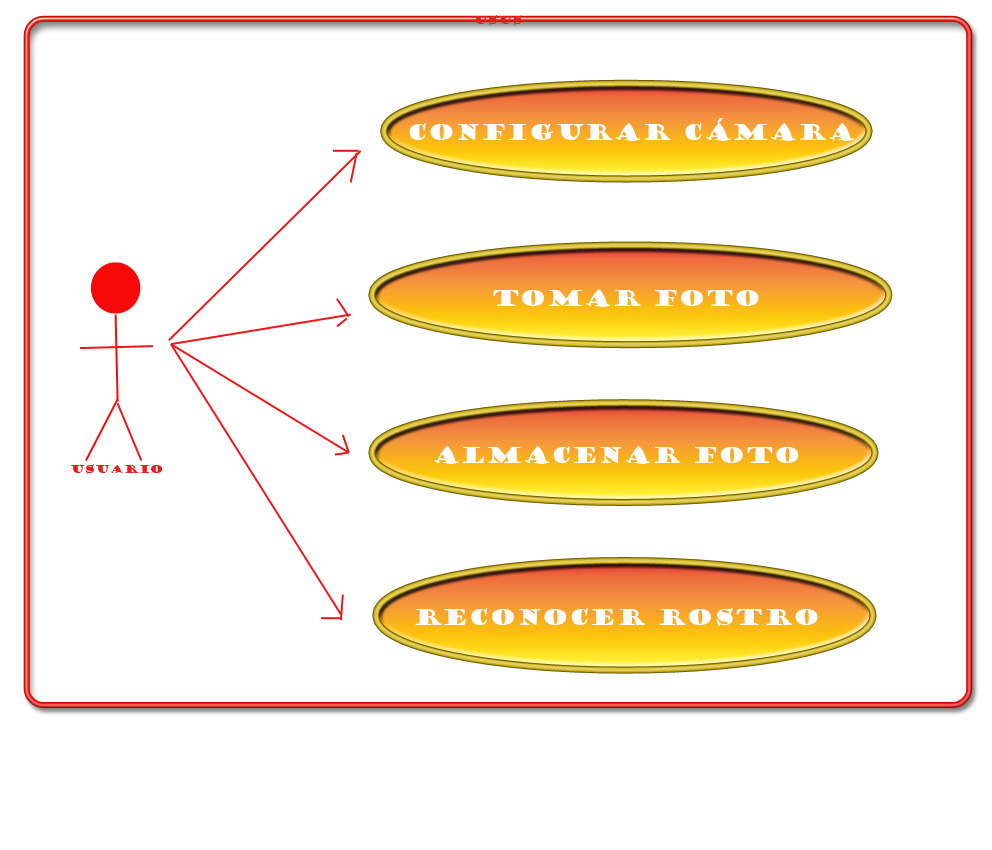 CONFIGURAR CÁMARA
TOMAR FOTO
ALMACENAR FOTO
USUARIO
RECONOCER ROSTRO